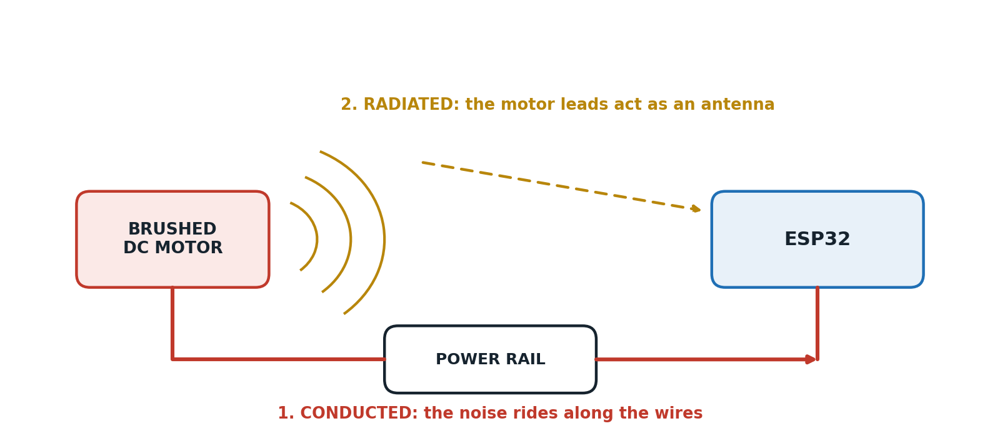 2. RADIATED: the motor leads act as an antenna
BRUSHED
DC MOTOR
ESP32
POWER RAIL
1. CONDUCTED: the noise rides along the wires